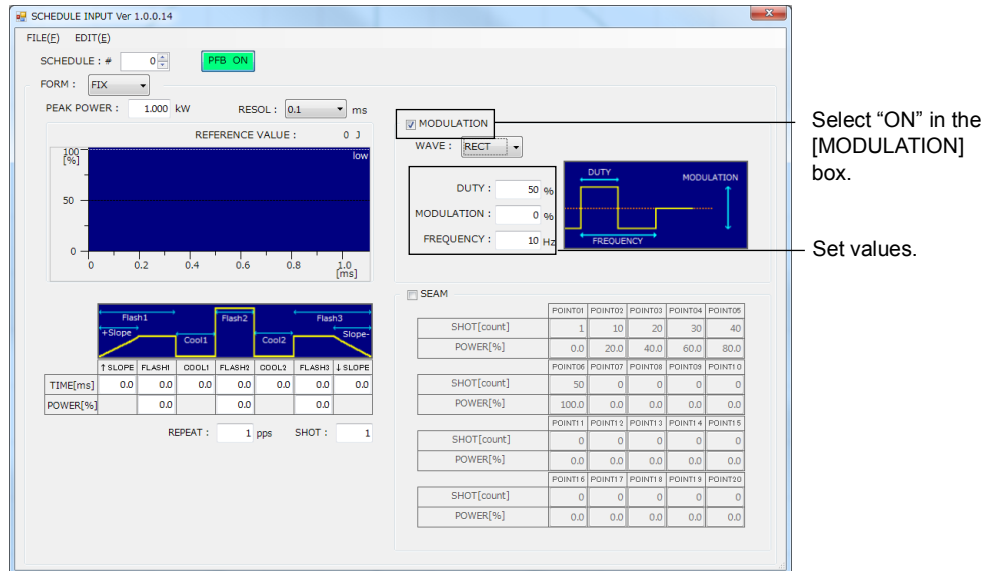 SCHEDULE INPUT Ver 1.0.0.14
x
FILE(F) EDIT(E)
SCHEDULE : # 0 PFB ON
FORM : FIX
PEAK POWER : 1.000 kW RESOL : 0.1 ms
REFERENCE VALUE : 0 J
100
[%]
low
50
0
0 0.2 0.4 0.6 0.8 1.0
[ms]
Flash1 Flash2 Flash3
+Slope Cool1 Cool2 Slope-
↑SLOPE FLASH1 COOL1 FLASH2 COOL2 FLASH3 ↓SLOPE
TIME[ms] 0.0 0.0 0.0 0.0 0.0 0.0 0.0
POWER[%] 0.0 0.0 0.0
REPEAT : 1 pps SHOT : 1
MODULATION
WAVE : RECT
DUTY : 50 %
MODULATION : 0 %
FREQUENCY : 10 Hz
DUTY
MODULATION
FREQUENCY
SEAM
POINT01 POINT02 POINT03 POINT04 POINT05
SHOT[count] 1 10 20 30 40
POWER[%] 0.0 20.0 40.0 60.0 80.0
POINT06 POINT07 POINT08 POINT09 POINT10
SHOT[count] 50 0 0 0 0
POWER[%] 100.0 0.0 0.0 0.0 0.0
POINT11 POINT12 POINT13 POINT14 POINT15
SHOT[count] 0 0 0 0 0
POWER[%] 0.0 0.0 0.0 0.0 0.0
POINT16 POINT17 POINT18 POINT19 POINT20
SHOT[count] 0 0 0 0 0
POWER[%] 0.0 0.0 0.0 0.0 0.0
Select “ON” in the
[MODULATION]
box.
Set values.